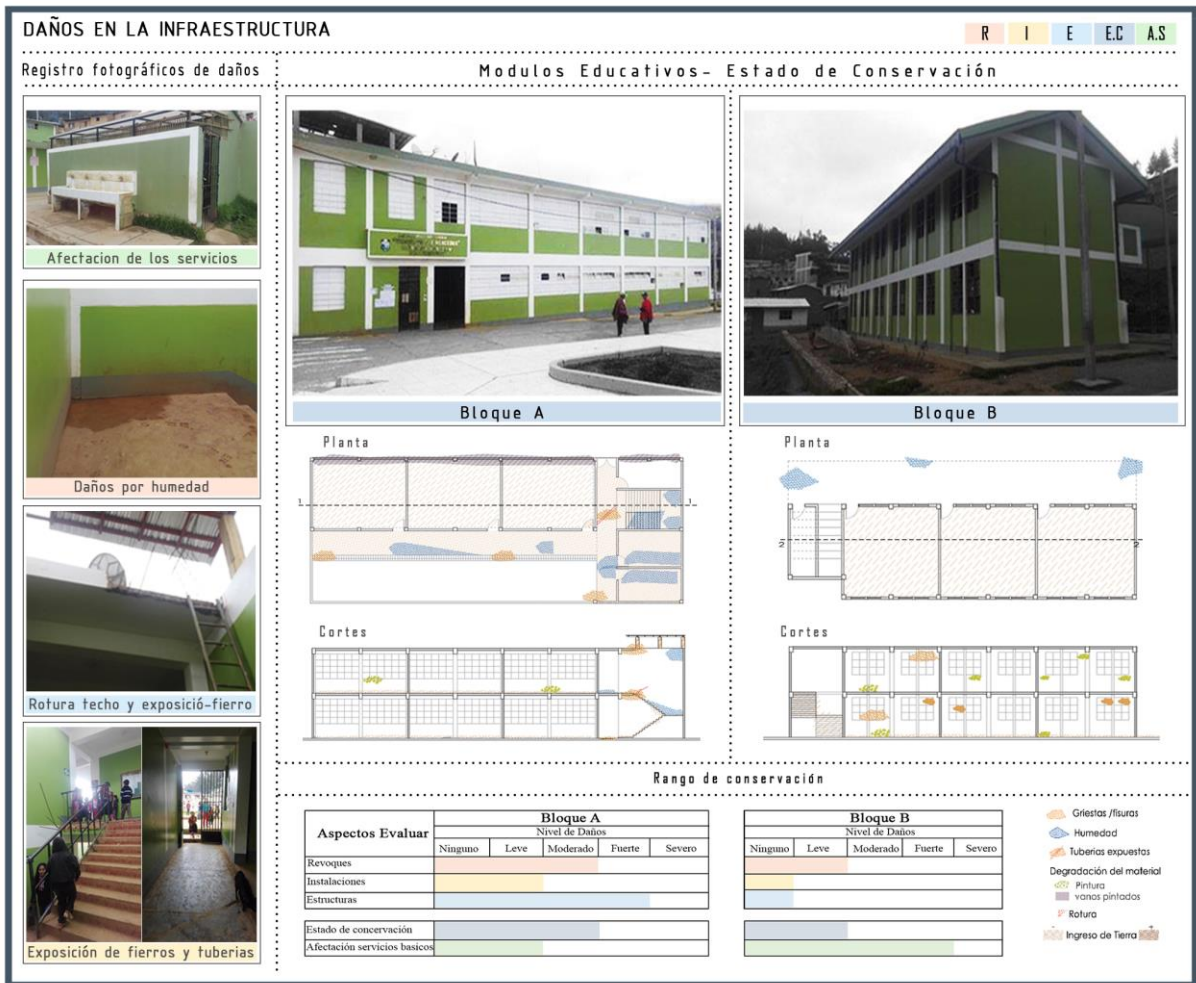 DAÑOS EN LA INFRAESTRUCTURA
R I E E.C A.S
Registro fotográficos de daños
Modulos Educativos- Estado de Conservación
Afectacion de los servicios
Daños por humedad
Rotura techo y exposició-fierro
Exposición de fierros y tuberias
Bloque A
Bloque B
Planta
1 1
Cortes
Planta
2 2
Cortes
Rango de conservación
Aspectos Evaluar
Bloque A
Nivel de Daños
Ninguno Leve Moderado Fuerte Severo
Bloque B
Nivel de Daños
Ninguno Leve Moderado Fuerte Severo
Revoques
Instalaciones
Estructuras
Estado de concervación
Afectación servicios basicos
Griestas /fisuras
Humedad
Tuberias expuestas
Degradación del material
Pintura
vanos pintados
Rotura
Ingreso de Tierra